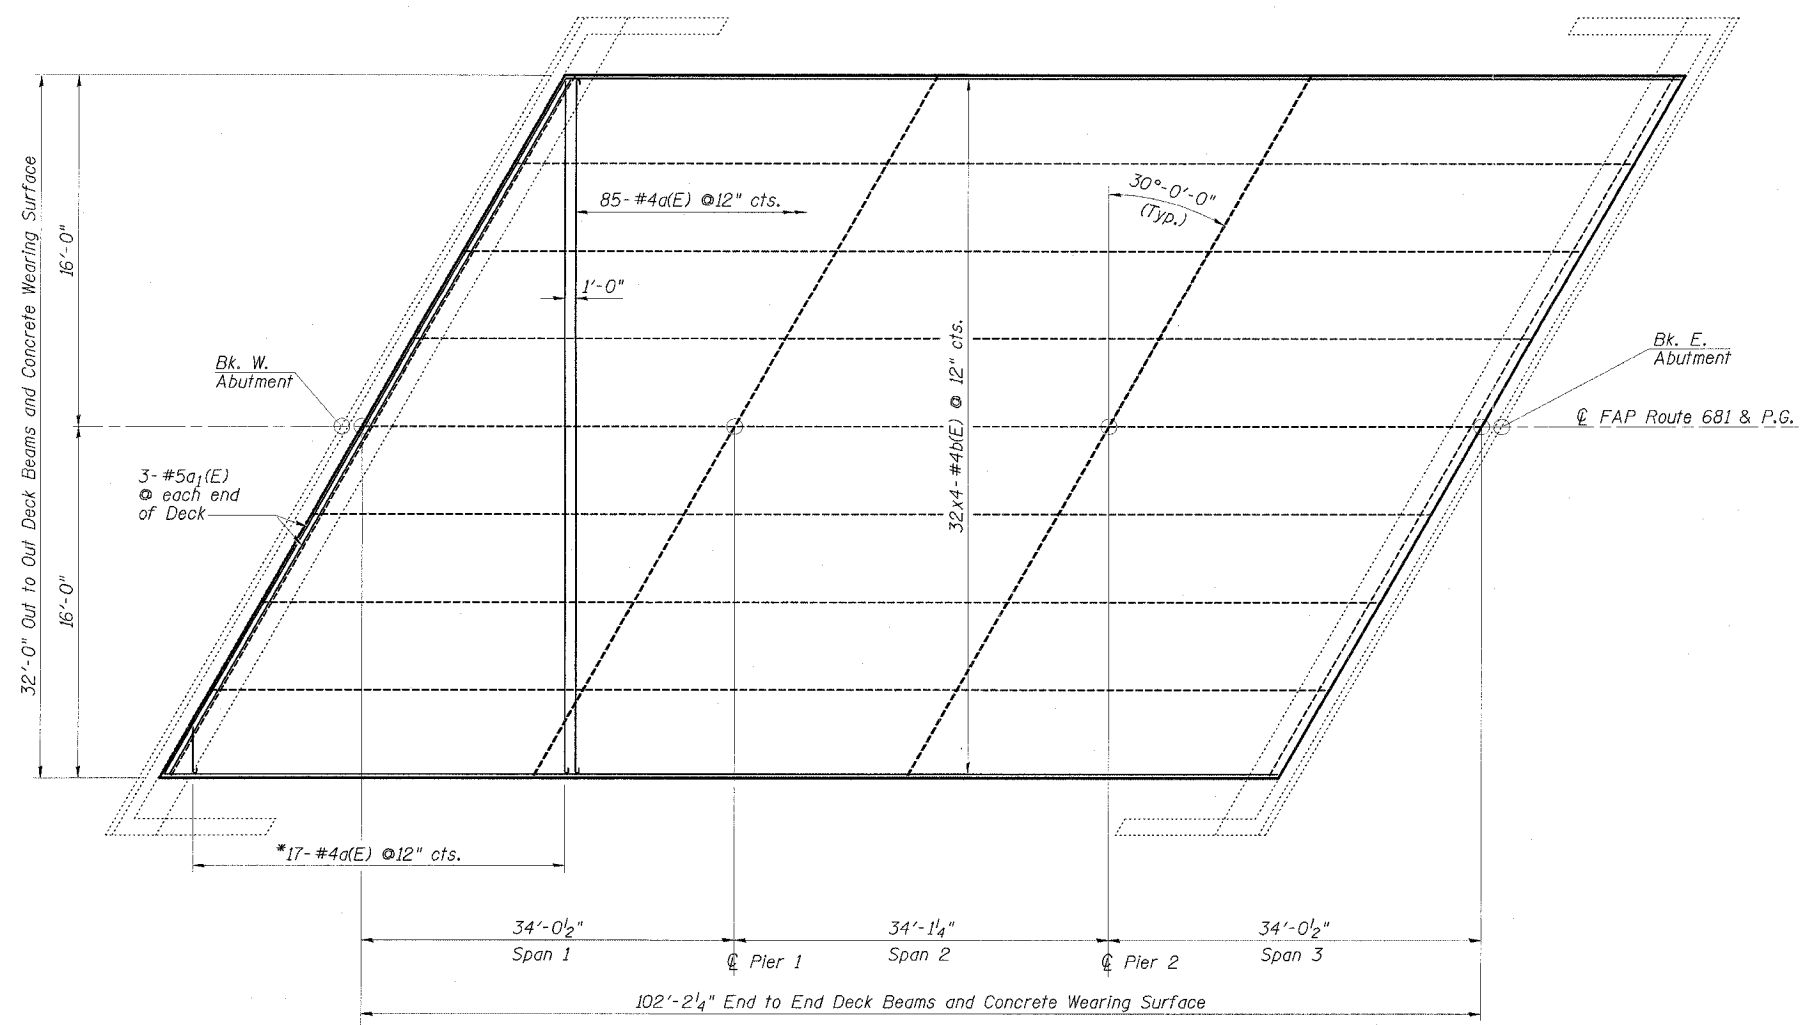 32'-0" Out to Out Deck Beams and Concrete Wearing Surface
16'-0"
16'-0"
85-#4a(E) @12" cts.
30°-0'-0"
(Typ.)
1'-0"
32x4-#4b(E) @ 12" cts.
Bk. W.
Abutment
Bk. E.
Abutment
℄ FAP Route 681 & P.G.
3-#5a1(E)
@ each end
of Deck
*17-#4a(E) @12" cts.
34'-0½"
Span 1
℄ Pier 1
34'-1¼"
Span 2
℄ Pier 2
34'-0½"
Span 3
102'-2¼" End to End Deck Beams and Concrete Wearing Surface